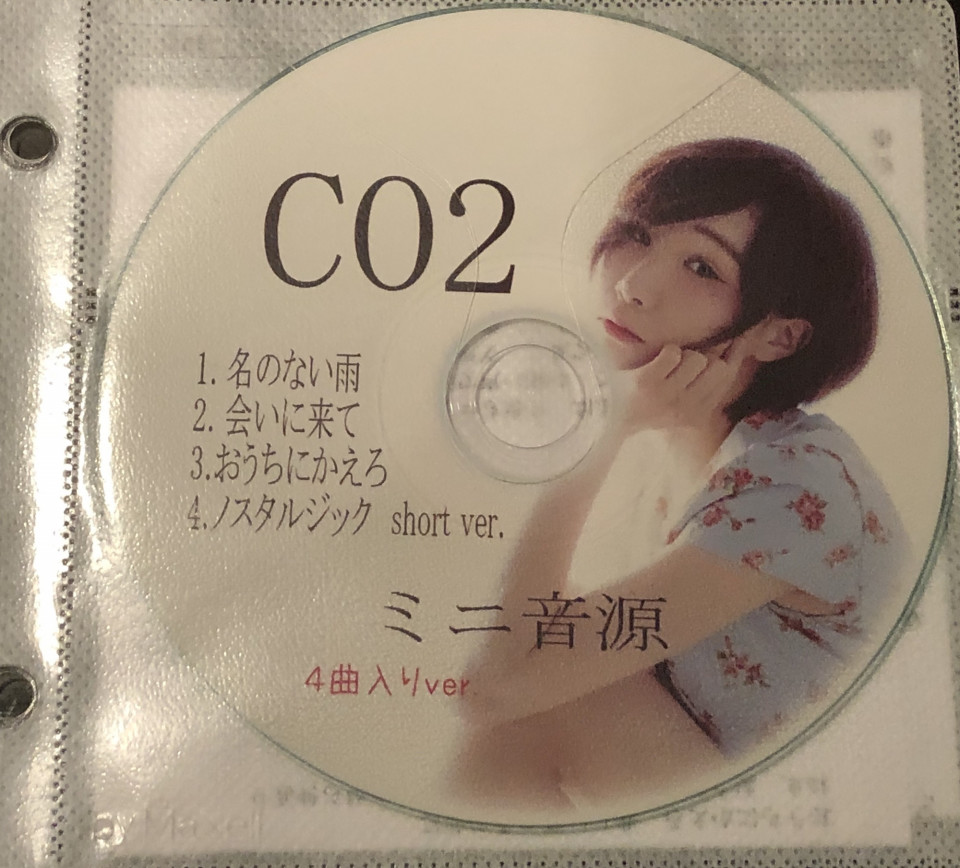 CO2
1. 名のない雨
2. 会いに来て
3.おうちにかえろ
4.ノスタルジック short ver.
ミニ音源
4曲入りver.